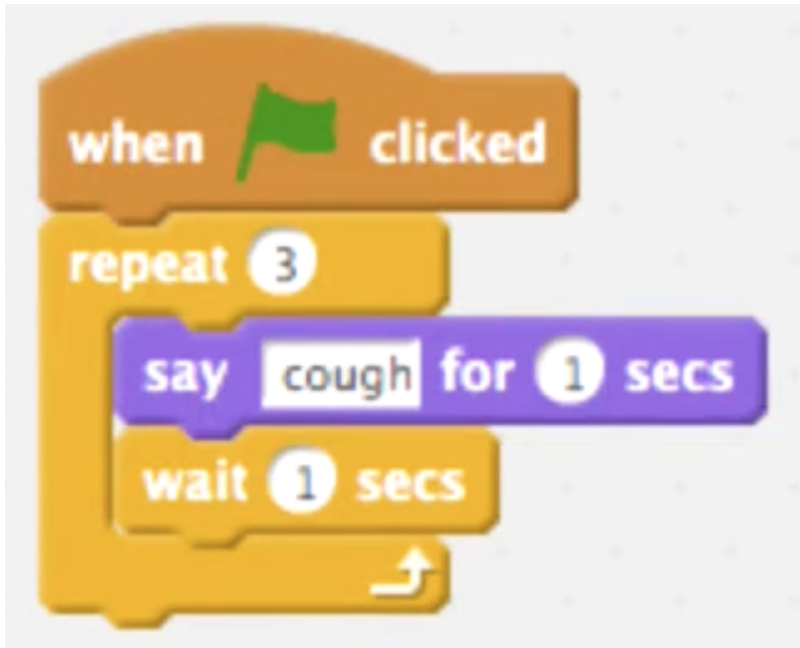 when clicked
repeat 3
say cough for 1 secs
wait 1 secs